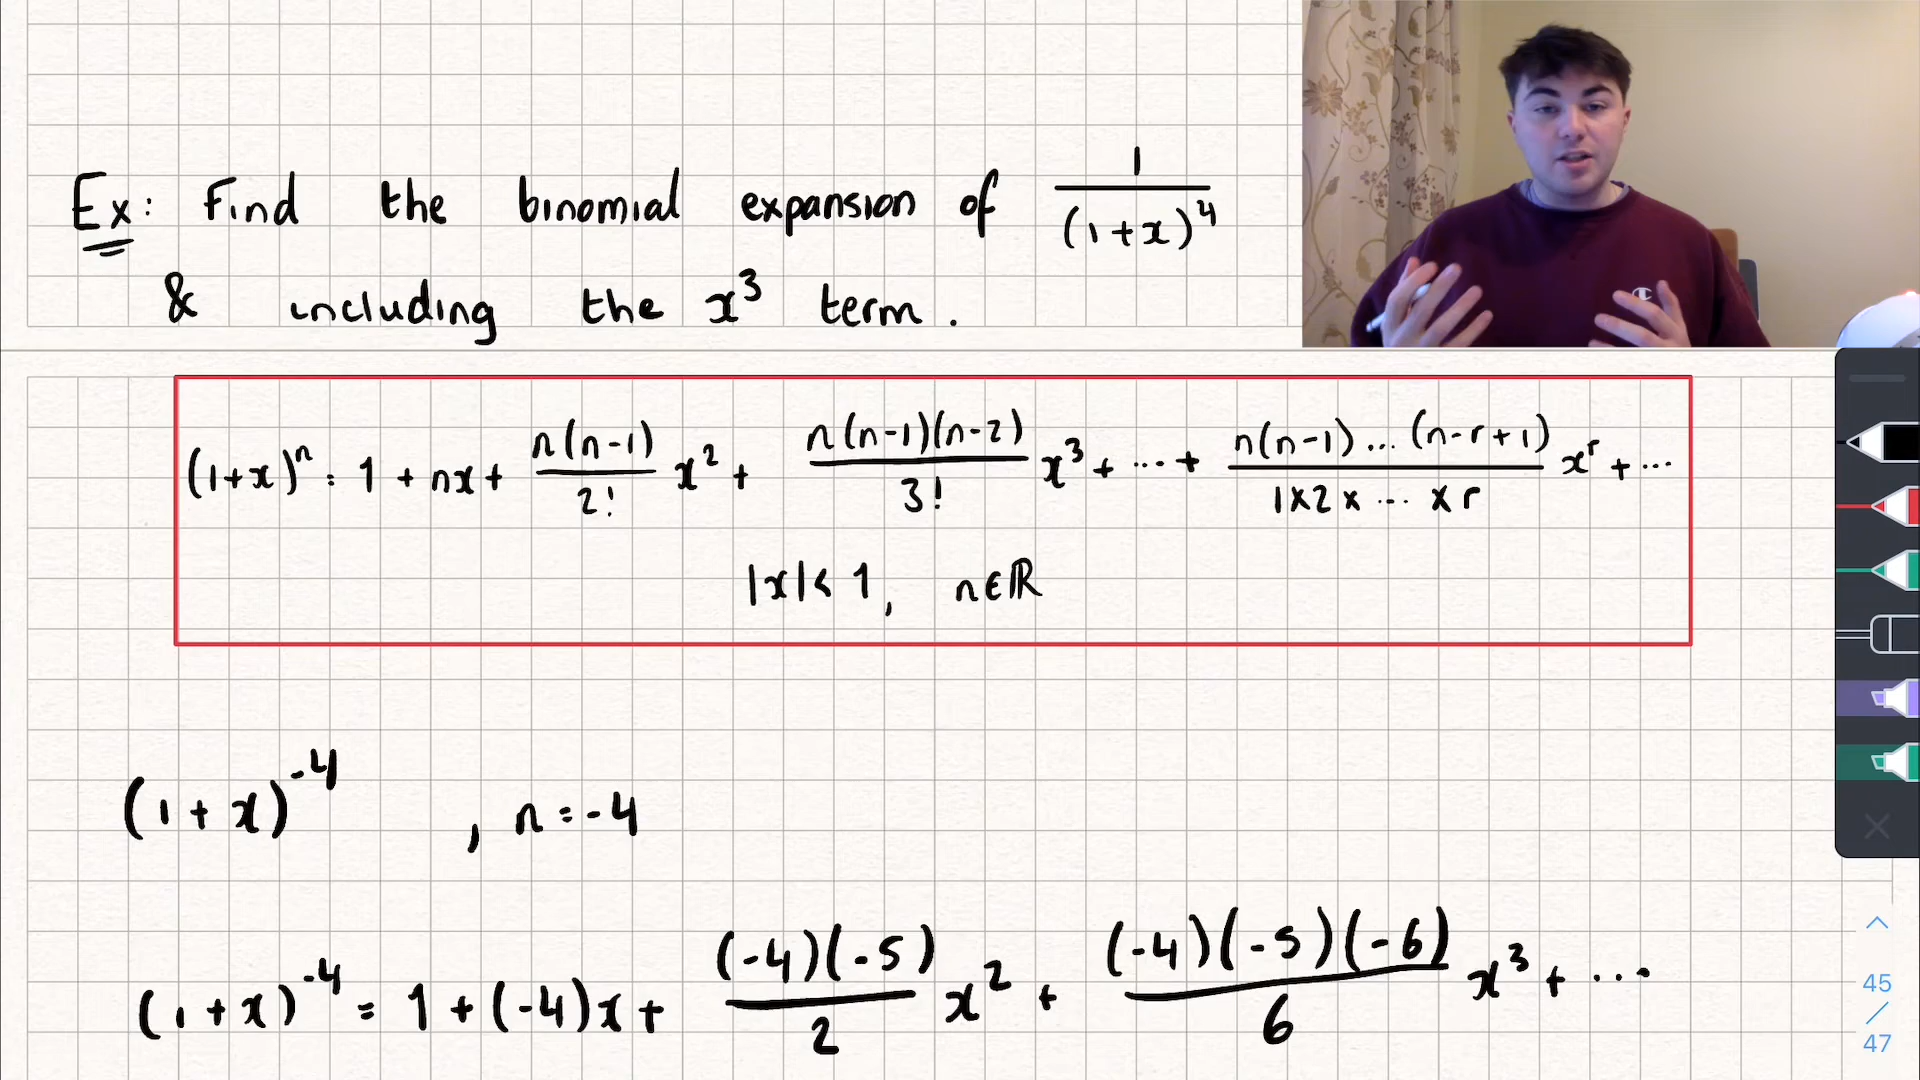 Ex: Find the binomial expansion of 1/(1+x)^4
& including the x^3 term.
(1+x)^n = 1 + nx + n(n-1)/2! x^2 + n(n-1)(n-2)/3! x^3 + ... + n(n-1)...(n-r+1)/1×2×...×r x^r + ...
|x| < 1, n∈ℝ
(1+x)^-4 , n = -4
(1+x)^-4 = 1 + (-4)x + (-4)(-5)/2 x^2 + (-4)(-5)(-6)/6 x^3 + ...
45
/
47